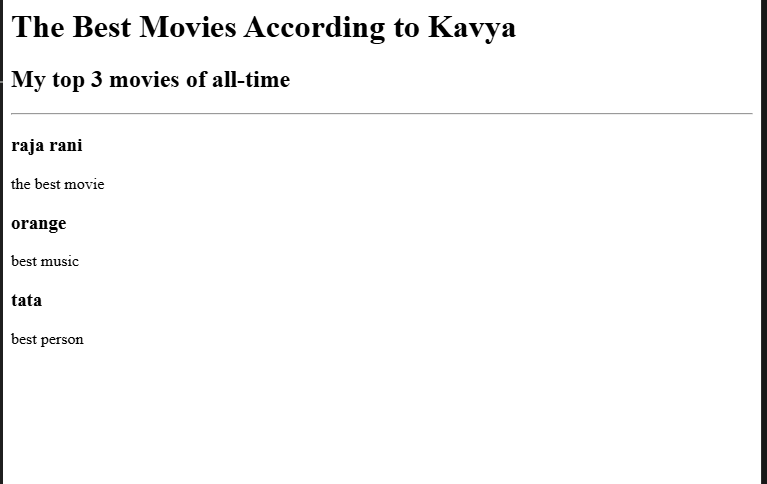 The Best Movies According to Kavya
My top 3 movies of all-time
raja rani
the best movie
orange
best music
tata
best person